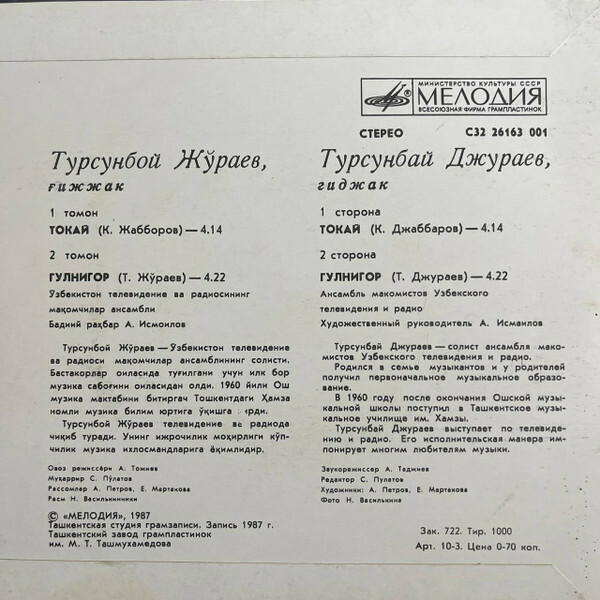 МИНИСТЕРСТВО КУЛЬТУРЫ СССР
МЕЛОДИЯ
ВСЕСОЮЗНАЯ ФИРМА ГРАМПЛАСТИНОК
СТЕРЕО С32 26163 001
Турсунбой Жўраев,
ғижжак
1 томон
ТОКАЙ (К. Жабборов) — 4.14
2 томон
ГУЛНИГОР (Т. Жўраев) — 4.22
Ўзбекистон телевидение ва радиосининг
мақомчилар ансамбли
Бадиий раҳбар А. Исмоилов
Турсунбой Жўраев — Ўзбекистон телевидение
ва радиоси мақомчилар ансамблининг солисти.
Бастакорлар оиласида туғилгани учун илк бор
музика сабоғини оиласидан олди. 1960 йили Ош
музика мактабини битиргач Тошкентдаги Ҳамза
номли музика билим юртига ўқишга
Турсунбой Жўраев телевидение ва радиода
чиқиб туради. Унинг ижрочилик моҳирлиги кўп-
чилик музика ихлосмандларига ёқимлидир.
Овоз режиссёри А. Тожиев
Муҳаррир С. Пўлатов
Рассомлар А. Петров, Е. Мартакова
Расм Н. Василькинники
© «МЕЛОДИЯ», 1987
Ташкентская студия грамзаписи. Запись 1987 г.
Ташкентский завод грампластинок
им. М. Т. Ташмухамедова
Турсунбай Джураев,
гиджак
1 сторона
ТОКАЙ (К. Джаббаров) — 4.14
2 сторона
ГУЛНИГОР (Т. Джураев) — 4.22
Ансамбль макомистов Узбекского
телевидения и радио
Художественный руководитель А. Исмаилов
Турсунбай Джураев — солист ансамбля мако-
мистов Узбекского телевидения и радио.
Родился в семье музыкантов и у родителей
получил первоначальное музыкальное образо-
вание.
В 1960 году после окончания Ошской музы-
кальной школы поступил в Ташкентское музы-
кальное училище им. Хамзы.
Турсунбай Джураев выступает по телевиде-
нию и радио. Его исполнительская манера им-
понирует многим любителям музыки.
Звукорежиссер А. Таджиев
Редактор С. Пулатов
Художники: А. Петров, Е. Мартакова
Фото Н. Василькина
Зак. 722. Тир. 1000
Арт. 10-3. Цена 0-70 коп.